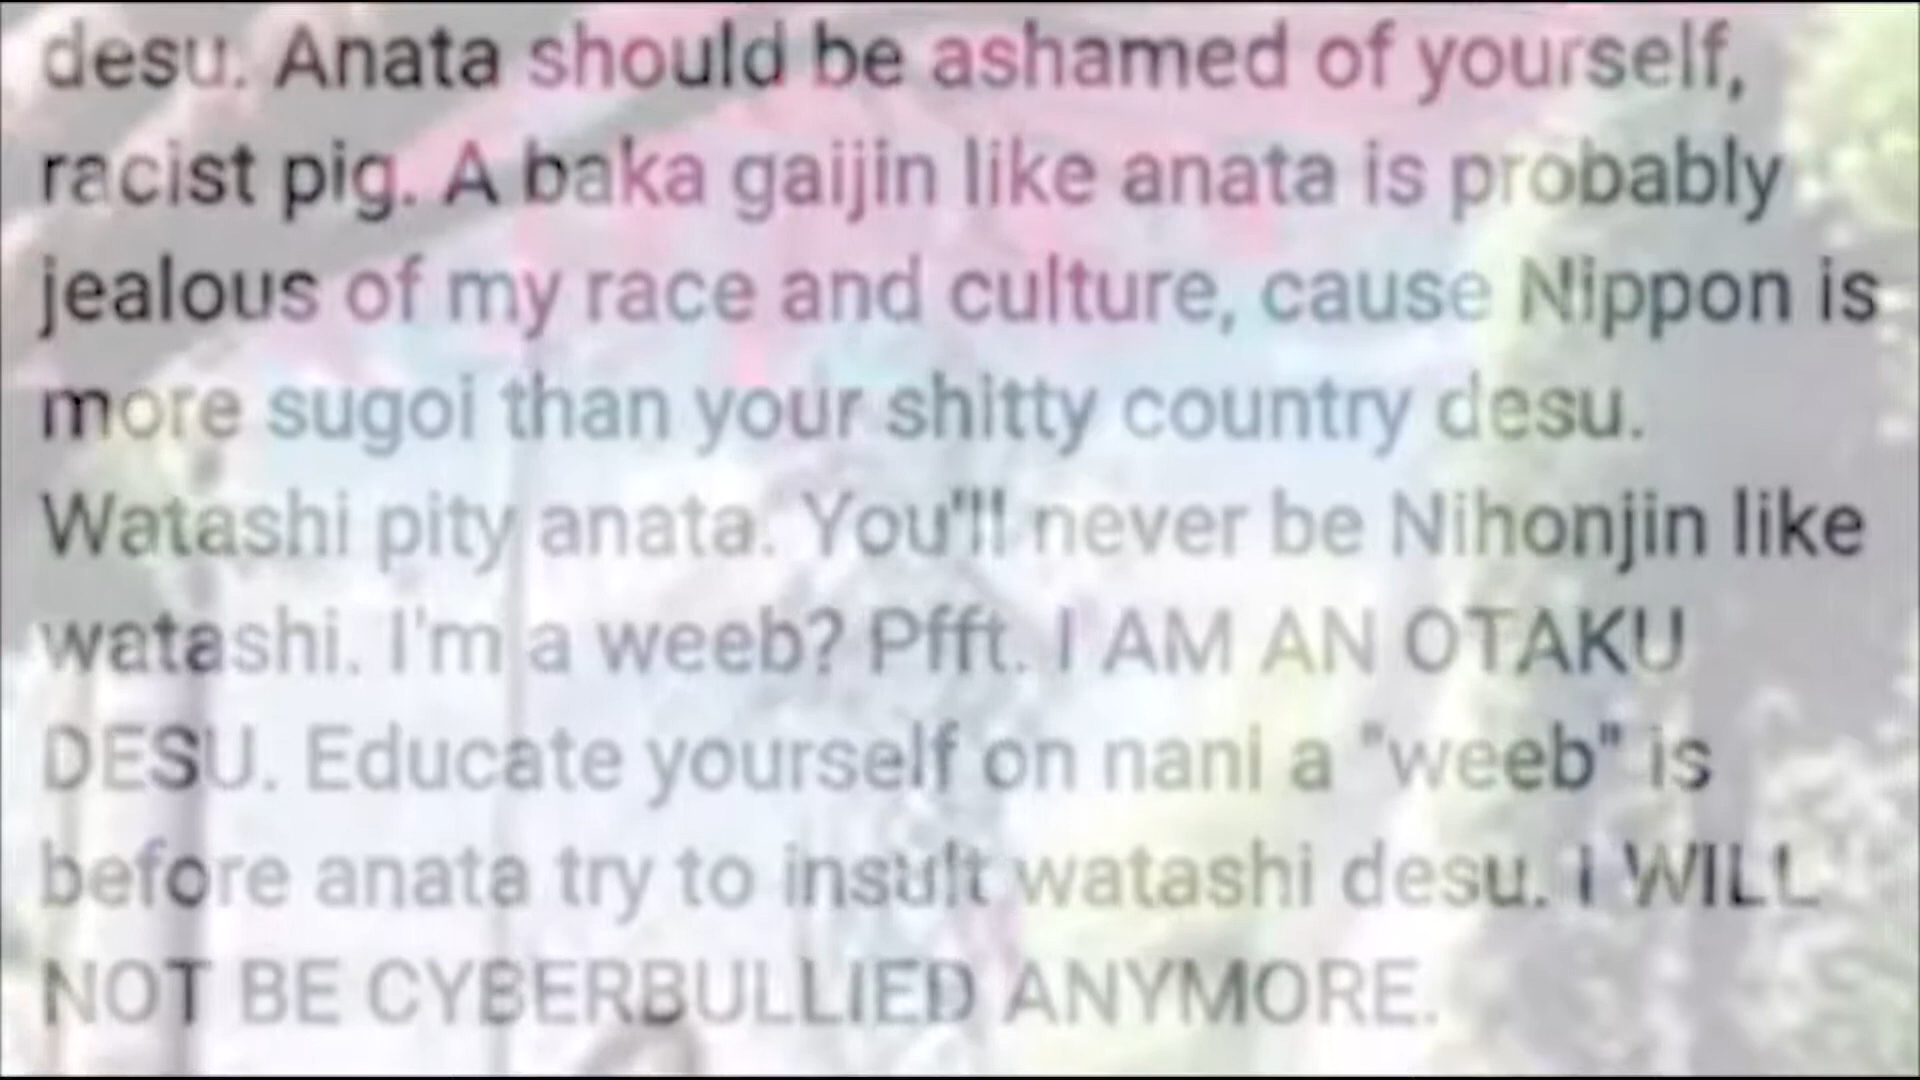 desu. Anata should be ashamed of yourself,
racist pig. A baka gaijin like anata is probably
jealous of my race and culture, cause Nippon is
more sugoi than your shitty country desu.
Watashi pity anata. You'll never be Nihonjin like
watashi. I'm a weeb? Pfft. I AM AN OTAKU
DESU. Educate yourself on nani a "weeb" is
before anata try to insult watashi desu. I WILL
NOT BE CYBERBULLIED ANYMORE.